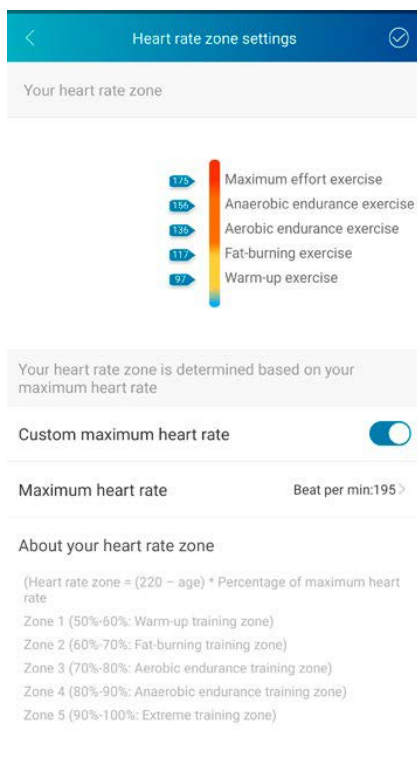 Heart rate zone settings
Your heart rate zone
175 Maximum effort exercise
156 Anaerobic endurance exercise
136 Aerobic endurance exercise
117 Fat-burning exercise
97 Warm-up exercise
Your heart rate zone is determined based on your
maximum heart rate
Custom maximum heart rate
Maximum heart rate Beat per min:195
About your heart rate zone
(Heart rate zone = (220 – age) * Percentage of maximum heart
rate
Zone 1 (50%-60%: Warm-up training zone)
Zone 2 (60%-70%: Fat-burning training zone)
Zone 3 (70%-80%: Aerobic endurance training zone)
Zone 4 (80%-90%: Anaerobic endurance training zone)
Zone 5 (90%-100%: Extreme training zone)